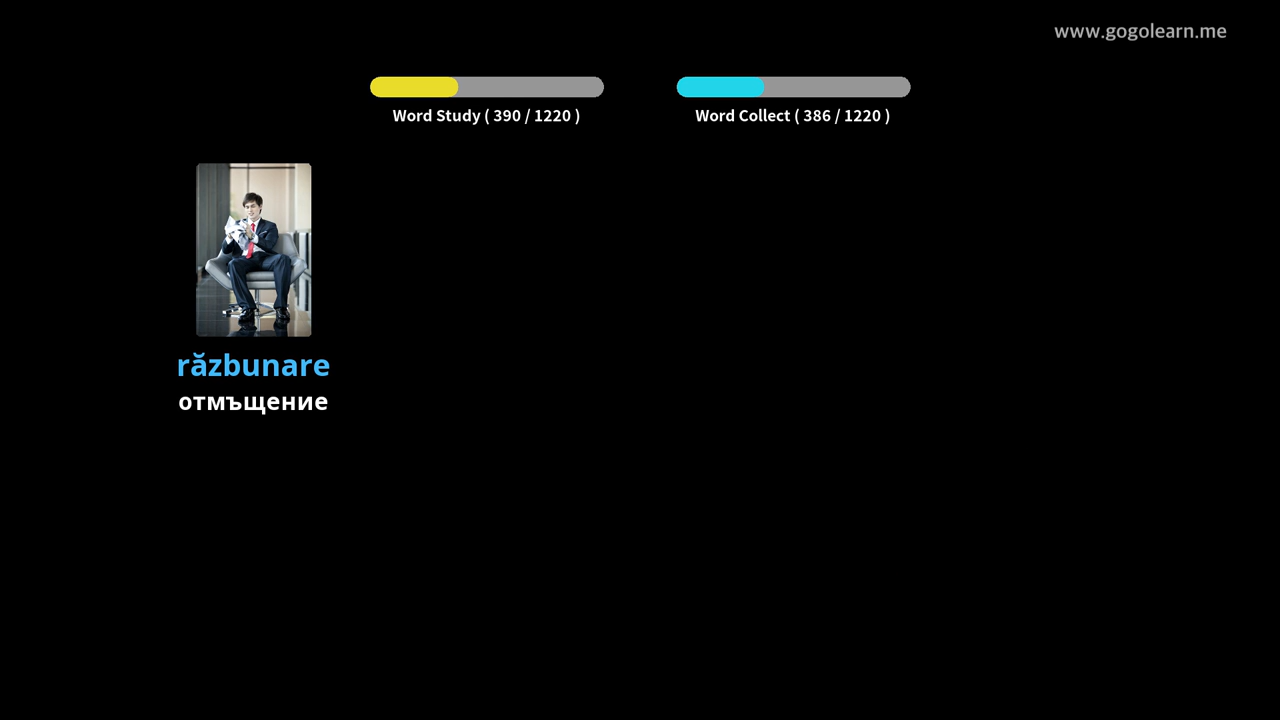 www.gogolearn.me
Word Study ( 390 / 1220 )
Word Collect ( 386 / 1220 )
răzbunare
отмъщение